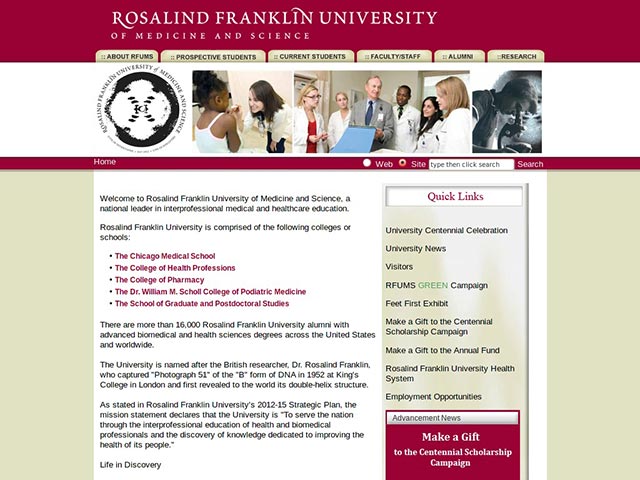 ROSALIND FRANKLIN UNIVERSITY
OF MEDICINE AND SCIENCE
:: ABOUT RFUMS
:: PROSPECTIVE STUDENTS
:: CURRENT STUDENTS
:: FACULTY/STAFF
:: ALUMNI
::RESEARCH
ROSALIND FRANKLIN UNIVERSITY of MEDICINE AND SCIENCE
Home
Web
Site
type then click search
Search
Welcome to Rosalind Franklin University of Medicine and Science, a
national leader in interprofessional medical and healthcare education.
Rosalind Franklin University is comprised of the following colleges or
schools:
• The Chicago Medical School
• The College of Health Professions
• The College of Pharmacy
• The Dr. William M. Scholl College of Podiatric Medicine
• The School of Graduate and Postdoctoral Studies
There are more than 16,000 Rosalind Franklin University alumni with
advanced biomedical and health sciences degrees across the United States
and worldwide.
The University is named after the British researcher, Dr. Rosalind Franklin,
who captured "Photograph 51" of the "B" form of DNA in 1952 at King's
College in London and first revealed to the world its double-helix structure.
As stated in Rosalind Franklin University's 2012-15 Strategic Plan, the
mission statement declares that the University is "To serve the nation
through the interprofessional education of health and biomedical
professionals and the discovery of knowledge dedicated to improving the
health of its people."
Life in Discovery
Quick Links
University Centennial Celebration
University News
Visitors
RFUMS GREEN Campaign
Feet First Exhibit
Make a Gift to the Centennial
Scholarship Campaign
Make a Gift to the Annual Fund
Rosalind Franklin University Health
System
Employment Opportunities
Advancement News
Make a Gift
to the Centennial Scholarship
Campaign